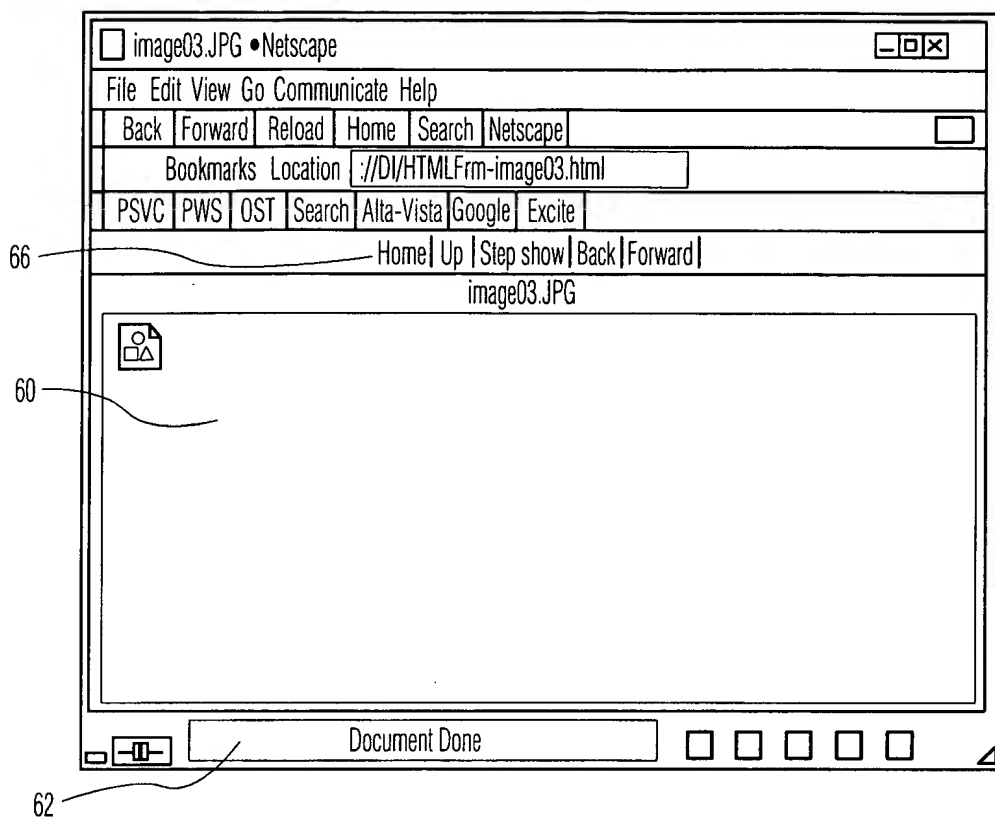 image03.JPG •Netscape
File Edit View Go Communicate Help
Back Forward Reload Home Search Netscape
Bookmarks Location ://DI/HTMLFrm-image03.html
PSVC PWS OST Search Alta-Vista Google Excite
66
Home Up Step show Back Forward
image03.JPG
60
Document Done
62